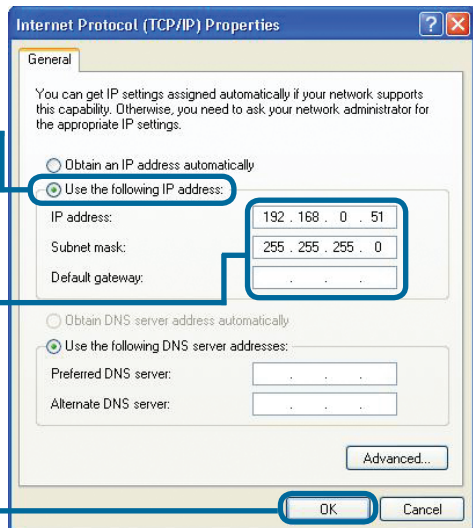 Internet Protocol (TCP/IP) Properties
General
You can get IP settings assigned automatically if your network supports
this capability. Otherwise, you need to ask your network administrator for
the appropriate IP settings.
Obtain an IP address automatically
Use the following IP address:
IP address: 192 . 168 . 0 . 51
Subnet mask: 255 . 255 . 255 . 0
Default gateway: . . .
Obtain DNS server address automatically
Use the following DNS server addresses:
Preferred DNS server: . . .
Alternate DNS server: . . .
Advanced...
OK Cancel